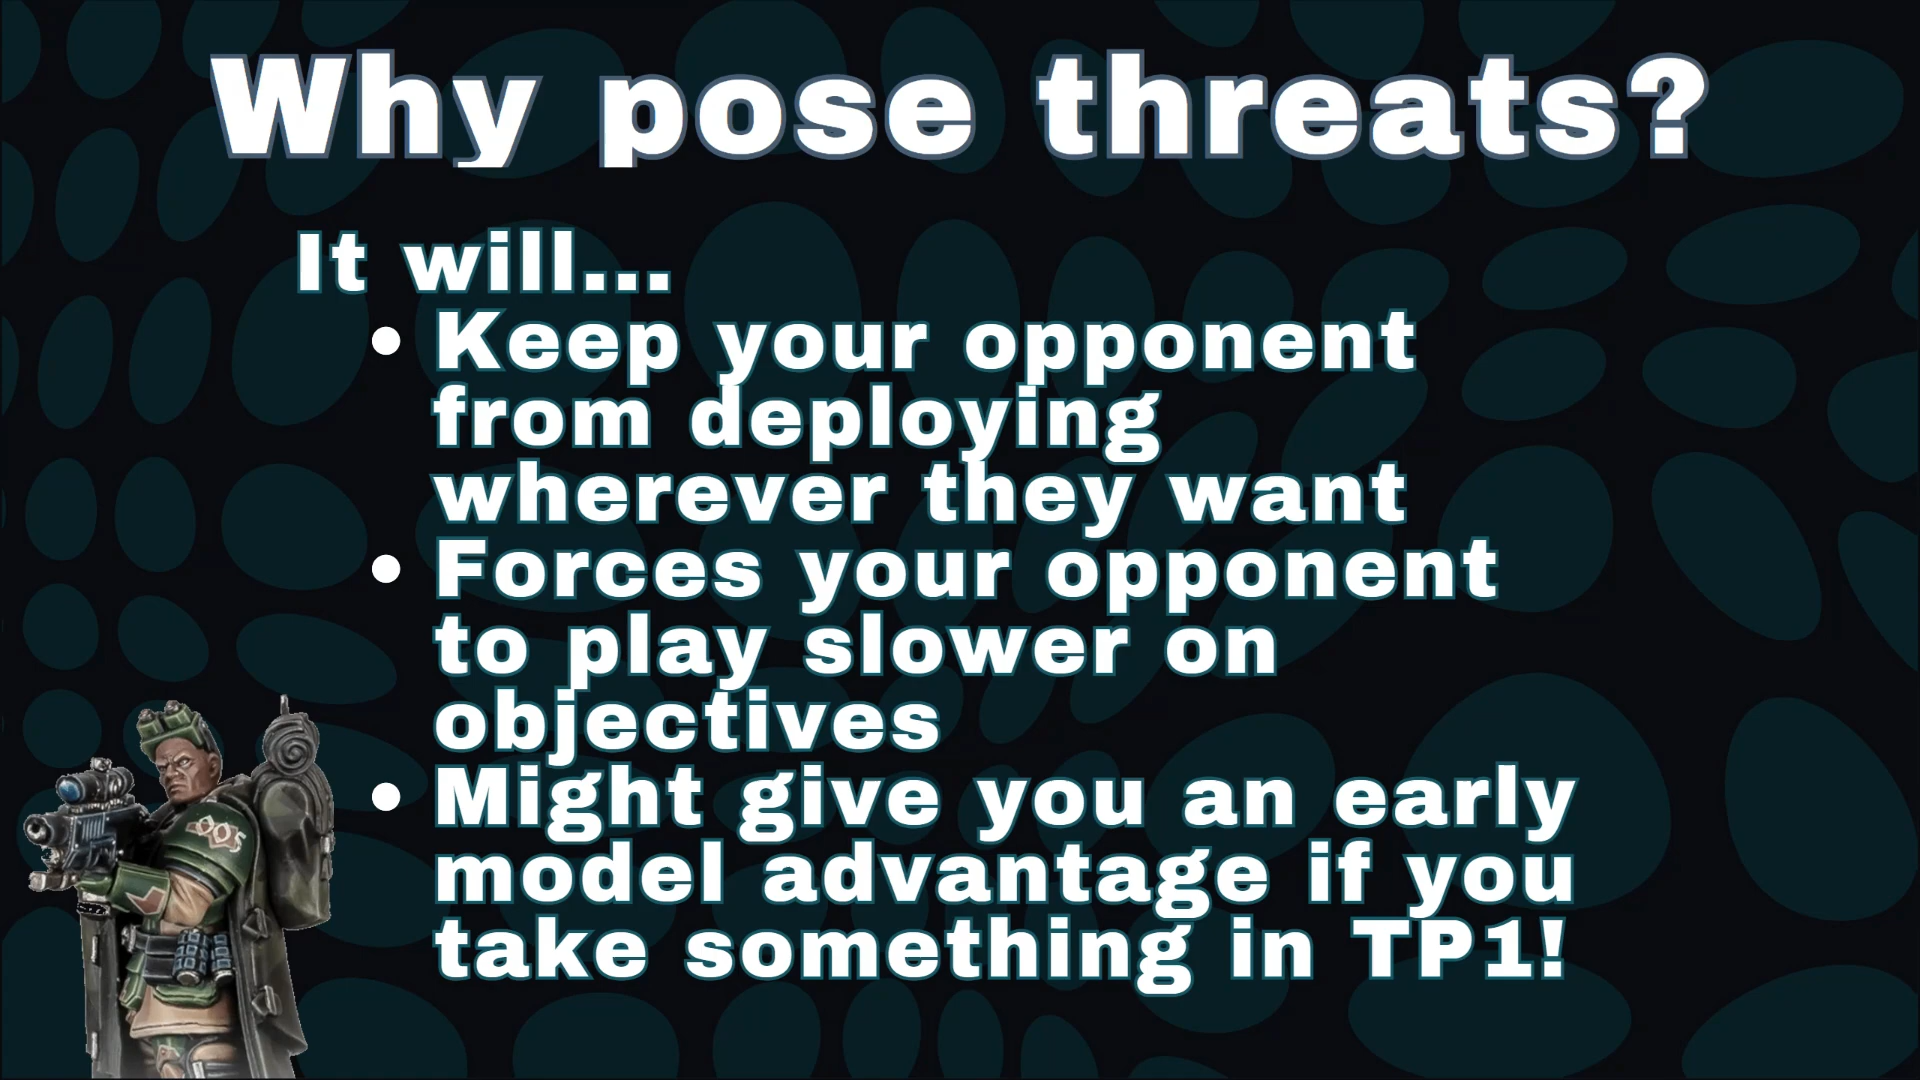 Why pose threats?
It will...
• Keep your opponent
from deploying
wherever they want
• Forces your opponent
to play slower on
objectives
• Might give you an early
model advantage if you
take something in TP1!